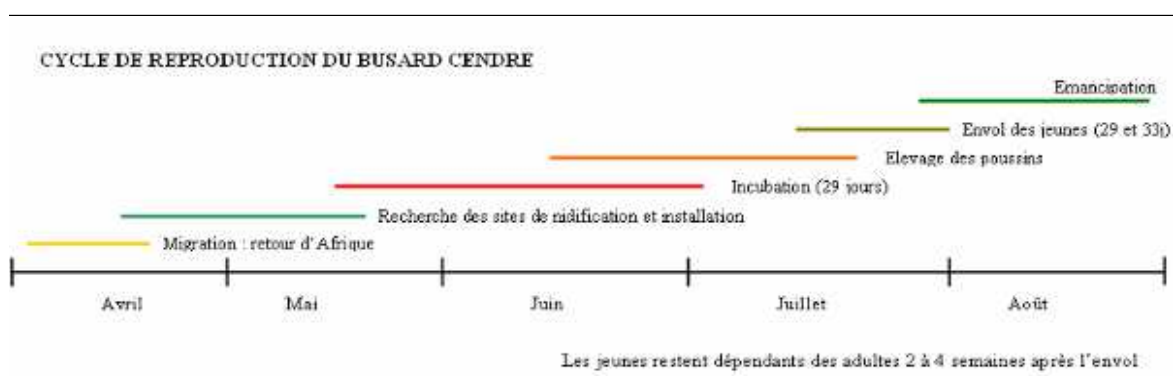 CYCLE DE REPRODUCTION DU BUSARD CENDRE
Emancipation
Envol des jeunes (29 et 33j)
Elevage des poussins
Incubation (29 jours)
Recherche des sites de nidification et installation
Migration : retour d'Afrique
Avril Mai Juin Juillet Août
Les jeunes restent dépendants des adultes 2 à 4 semaines après l'envol